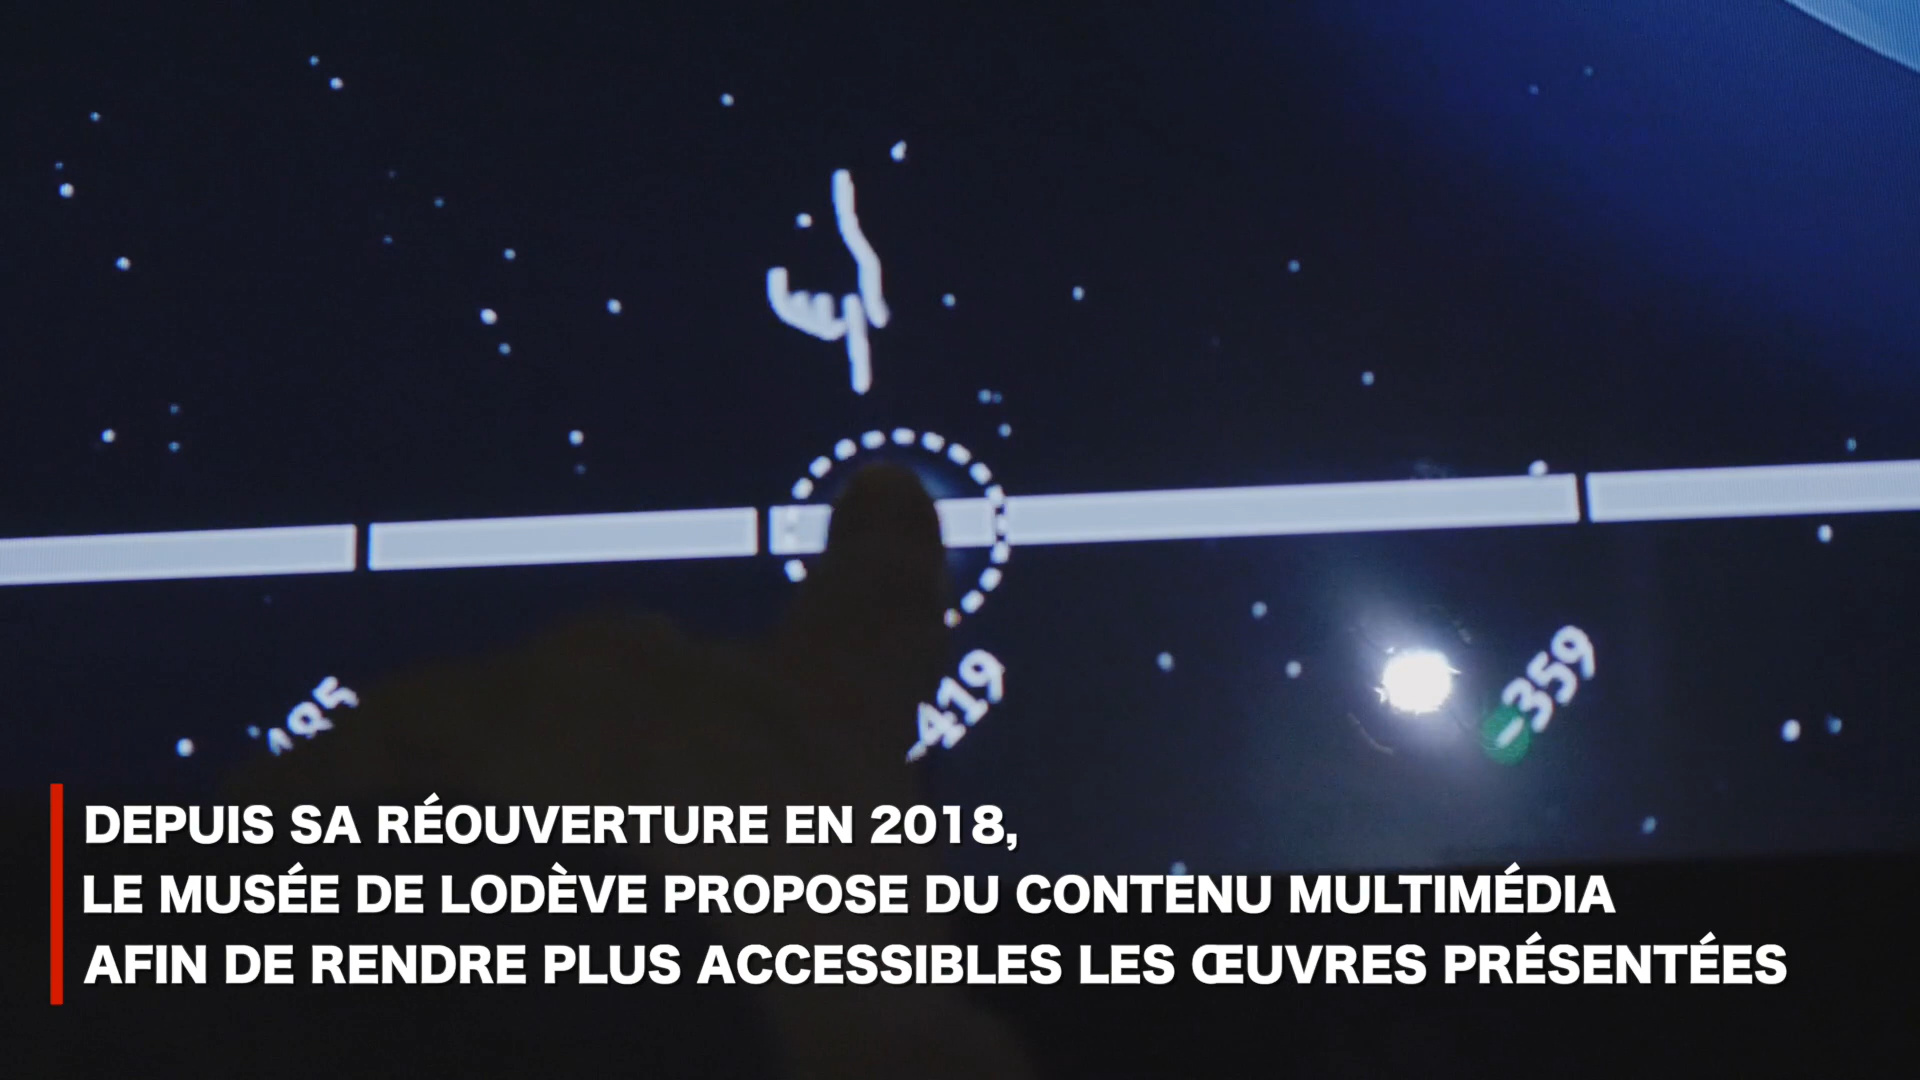 -419
-359
DEPUIS SA RÉOUVERTURE EN 2018,
LE MUSÉE DE LODÈVE PROPOSE DU CONTENU MULTIMÉDIA
AFIN DE RENDRE PLUS ACCESSIBLES LES ŒUVRES PRÉSENTÉES